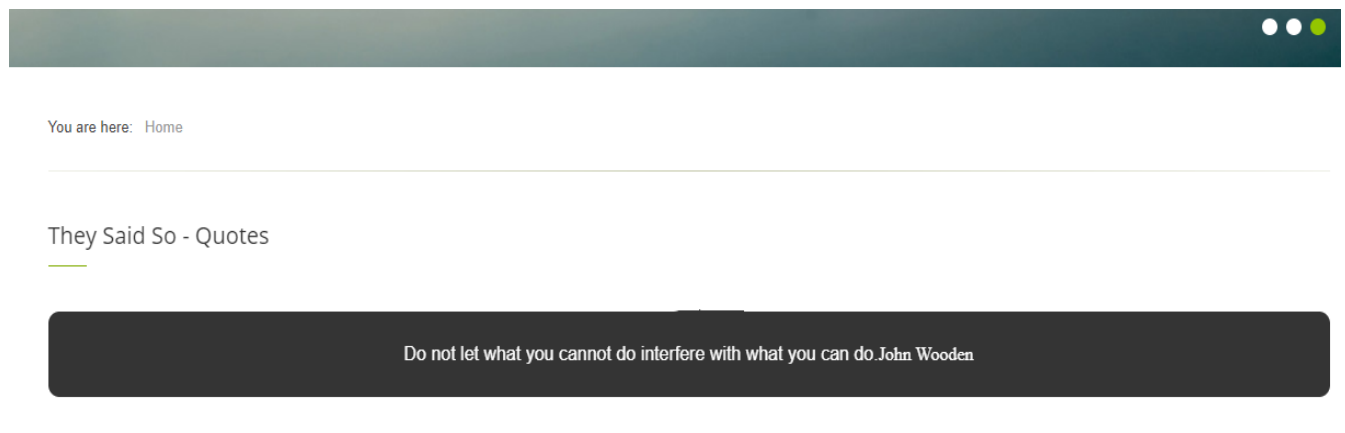 You are here: Home
They Said So - Quotes
Do not let what you cannot do interfere with what you can do.John Wooden